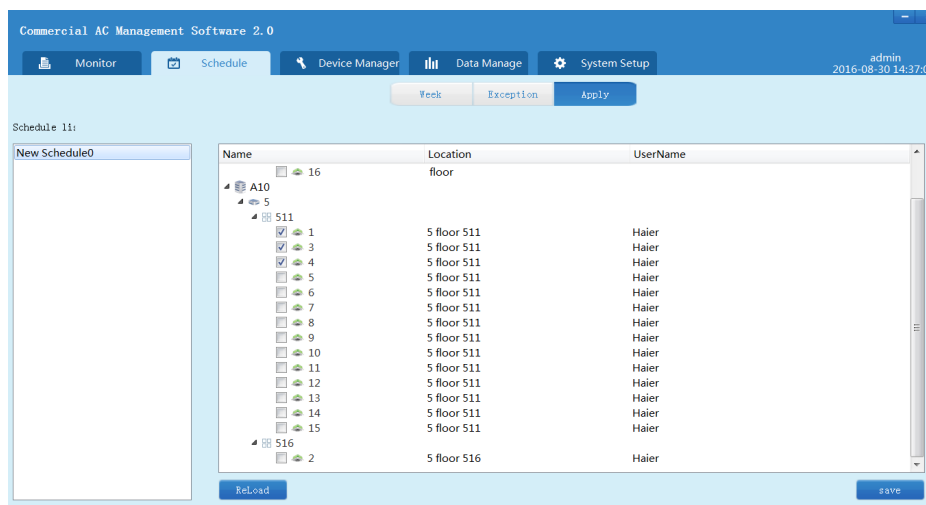 Commercial AC Management Software 2.0
Monitor Schedule Device Manager Data Manage System Setup
admin
2016-08-30 14:37:0
Week Exception Apply
Schedule li:
New Schedule0
Name Location UserName
16 floor
A10
5
511
1 5 floor 511 Haier
3 5 floor 511 Haier
4 5 floor 511 Haier
5 5 floor 511 Haier
6 5 floor 511 Haier
7 5 floor 511 Haier
8 5 floor 511 Haier
9 5 floor 511 Haier
10 5 floor 511 Haier
11 5 floor 511 Haier
12 5 floor 511 Haier
13 5 floor 511 Haier
14 5 floor 511 Haier
15 5 floor 511 Haier
516
2 5 floor 516 Haier
ReLoad save